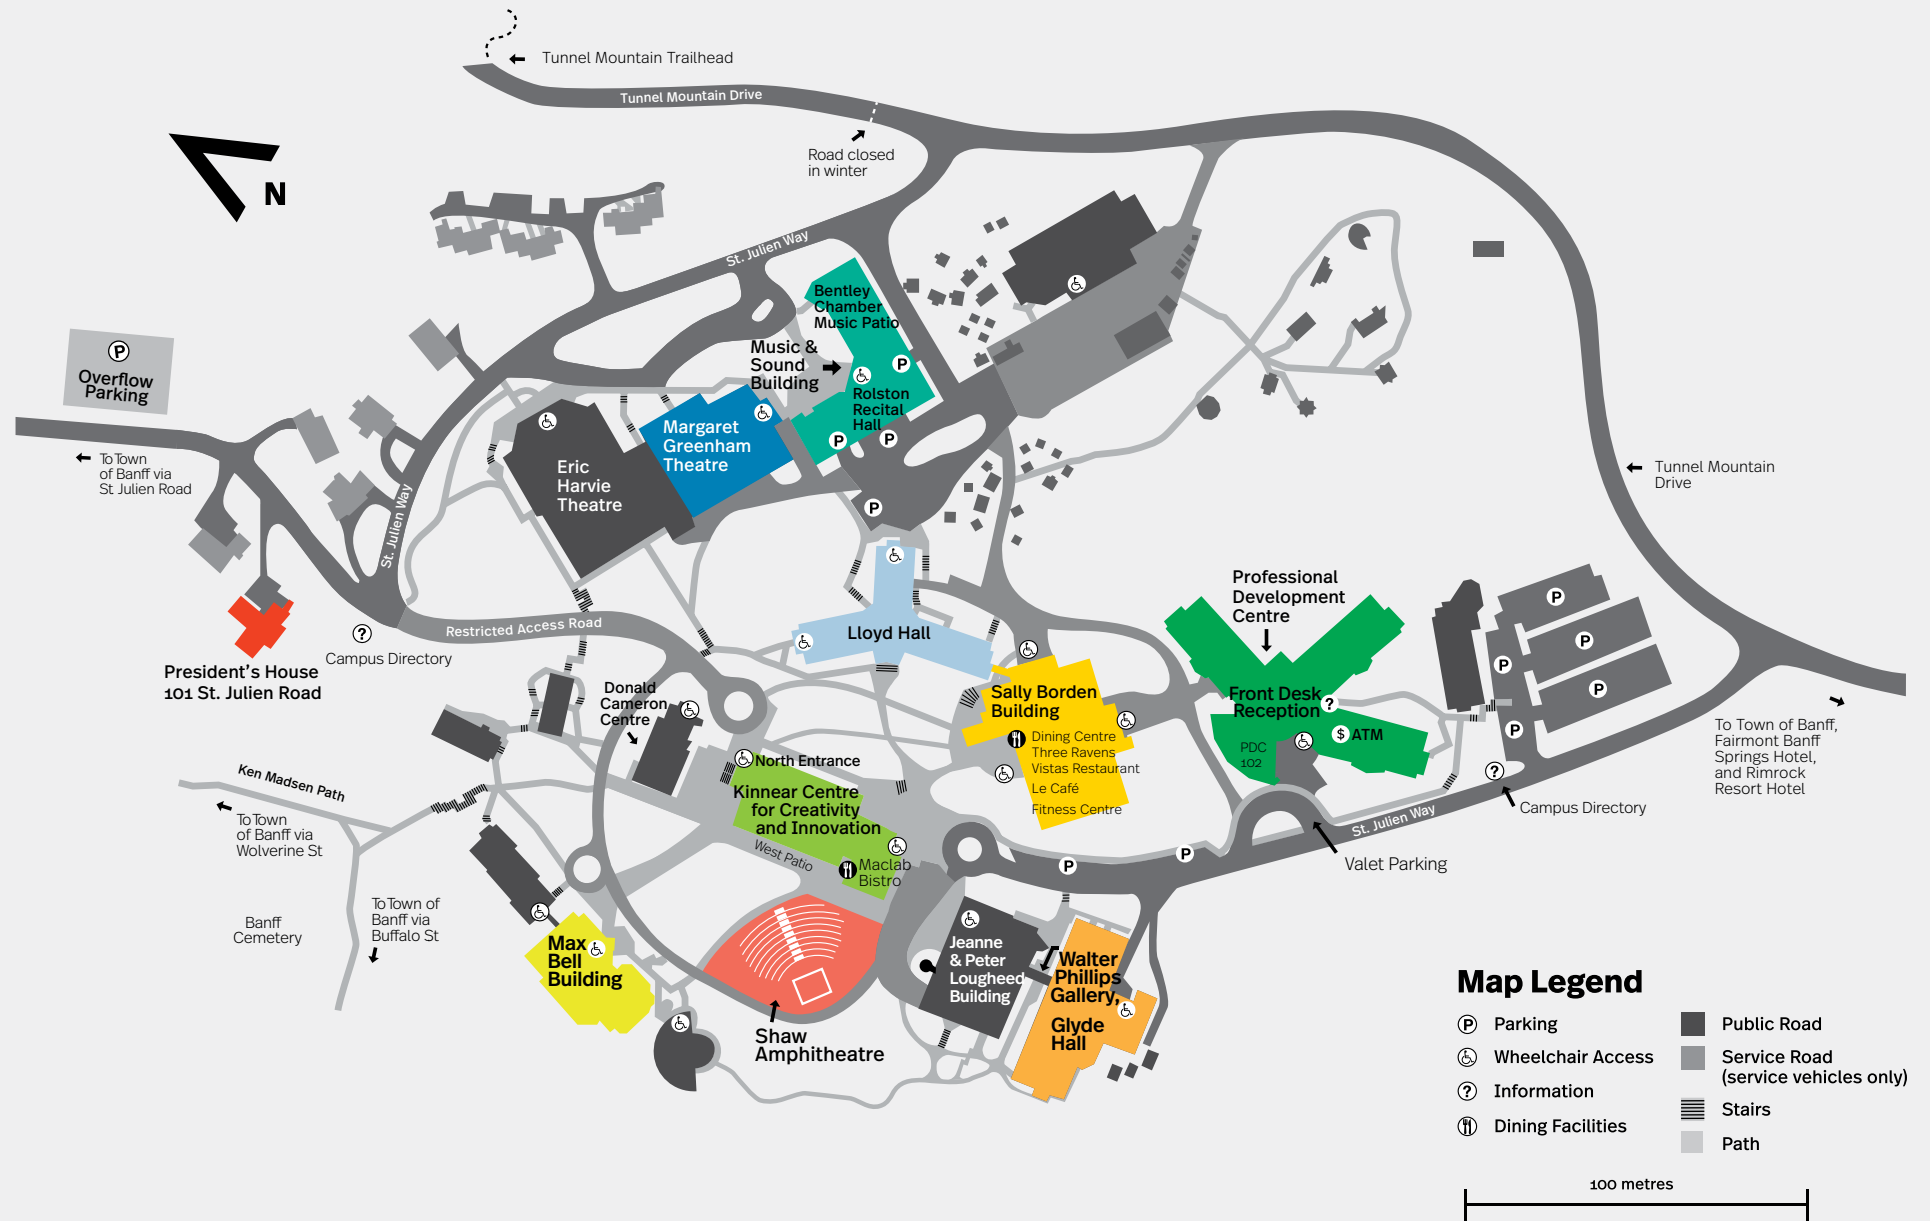 Tunnel Mountain Trailhead
Tunnel Mountain Drive
Road closed
in winter
N
St. Julien Way
Bentley
Chamber
Music Patio
P
Overflow
Parking
Music &
Sound
Building
P
Rolston
Recital
Hall
P
P
Margaret
Greenham
Theatre
Eric
Harvie
Theatre
To Town
of Banff via
St Julien Road
St. Julien Way
P
Tunnel Mountain
Drive
Professional
Development
Centre
P
P
P
P
P
Restricted Access Road
Lloyd Hall
?
Campus Directory
President's House
101 St. Julien Road
Donald
Cameron
Centre
Sally Borden
Building
Dining Centre
Three Ravens
Vistas Restaurant
Le Café
Fitness Centre
Front Desk
Reception
?
$ ATM
PDC
102
To Town of Banff,
Fairmont Banff
Springs Hotel,
and Rimrock
Resort Hotel
?
Campus Directory
St. Julien Way
Valet Parking
North Entrance
Kinnear Centre
for Creativity
and Innovation
West Patio
Maclab
Bistro
P
P
Ken Madsen Path
To Town
of Banff via
Wolverine St
To Town of
Banff via
Buffalo St
Banff
Cemetery
Max
Bell
Building
Jeanne
& Peter
Lougheed
Building
Walter
Phillips
Gallery,
Glyde
Hall
Shaw
Amphitheatre
Map Legend
P Parking
Wheelchair Access
? Information
Dining Facilities
Public Road
Service Road
(service vehicles only)
Stairs
Path
100 metres